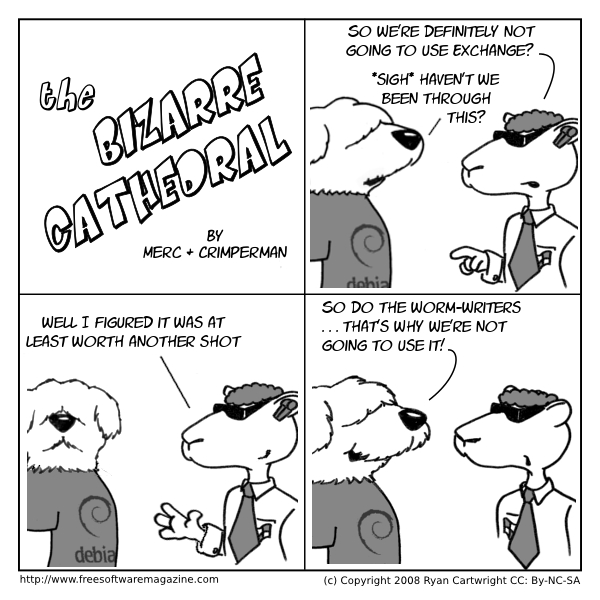 the
BIZARRE
CATHEDRAL
BY
MERC + CRIMPERMAN
SO WE'RE DEFINITELY NOT
GOING TO USE EXCHANGE?
*SIGH* HAVEN'T WE
BEEN THROUGH
THIS?
debia
WELL I FIGURED IT WAS AT
LEAST WORTH ANOTHER SHOT
debia
SO DO THE WORM-WRITERS
...THAT'S WHY WE'RE NOT
GOING TO USE IT!
http://www.freesoftwaremagazine.com
(c) Copyright 2008 Ryan Cartwright CC: By-NC-SA